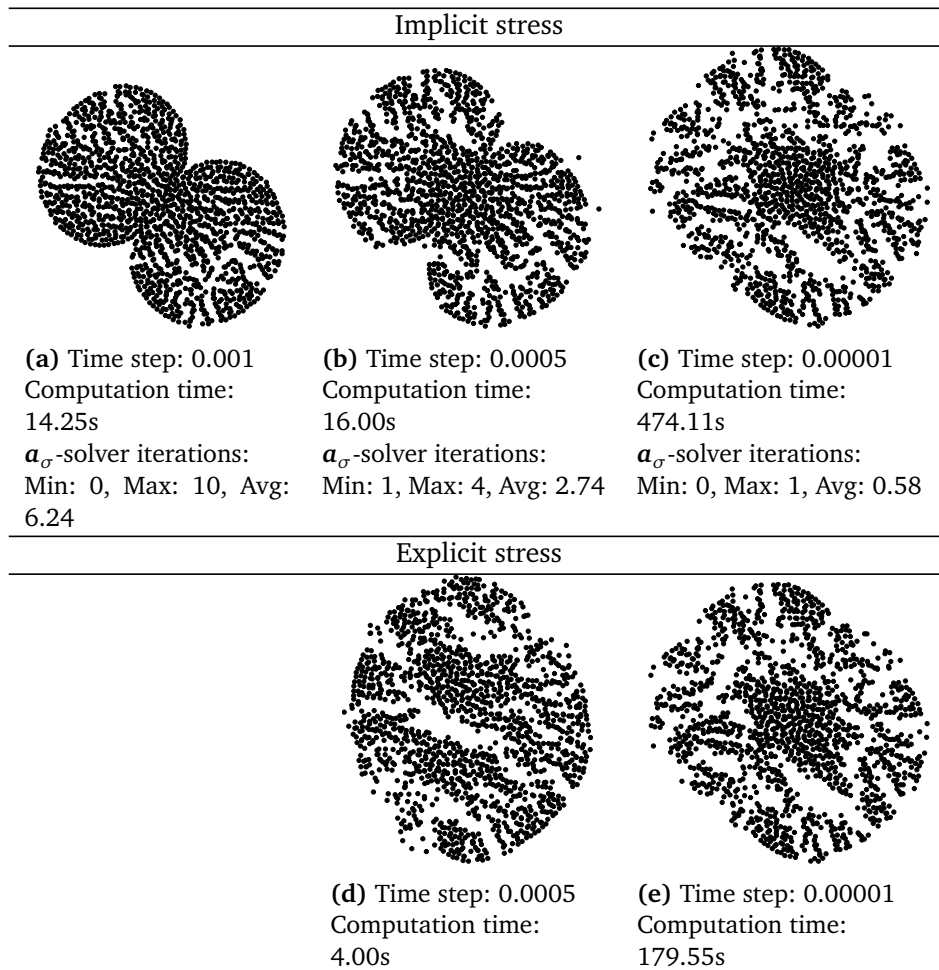 Implicit stress
(a) Time step: 0.001
Computation time:
14.25s
a_σ-solver iterations:
Min: 0, Max: 10, Avg:
6.24
(b) Time step: 0.0005
Computation time:
16.00s
a_σ-solver iterations:
Min: 1, Max: 4, Avg: 2.74
(c) Time step: 0.00001
Computation time:
474.11s
a_σ-solver iterations:
Min: 0, Max: 1, Avg: 0.58
Explicit stress
(d) Time step: 0.0005
Computation time:
4.00s
(e) Time step: 0.00001
Computation time:
179.55s